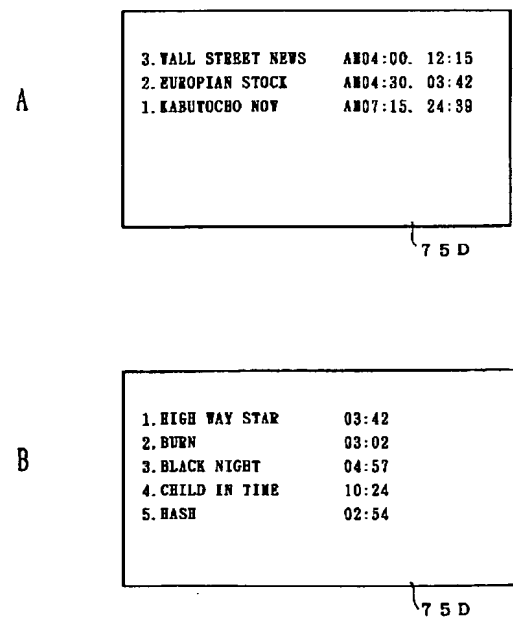 A
3. WALL STREET NEWS AM04:00. 12:15
2. EUROPIAN STOCK AM04:30. 03:42
1. KABUTOCHO NOW AM07:15. 24:39
75D
B
1. HIGH WAY STAR 03:42
2. BURN 03:02
3. BLACK NIGHT 04:57
4. CHILD IN TIME 10:24
5. HASH 02:54
75D